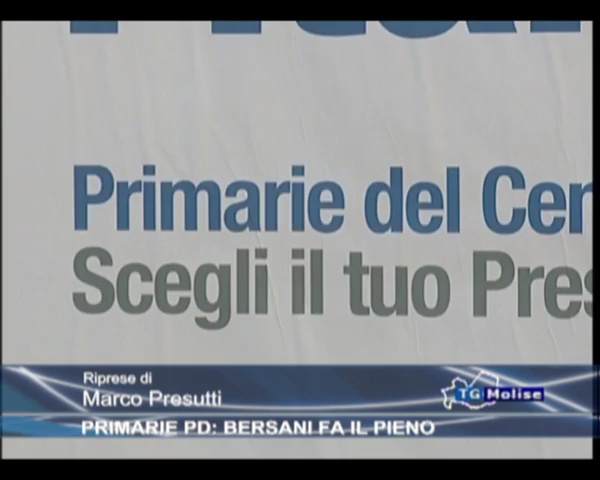 Primarie del Cen
Scegli il tuo Pres
Riprese di
Marco Presutti
TG Molise
PRIMARIE PD: BERSANI FA IL PIENO